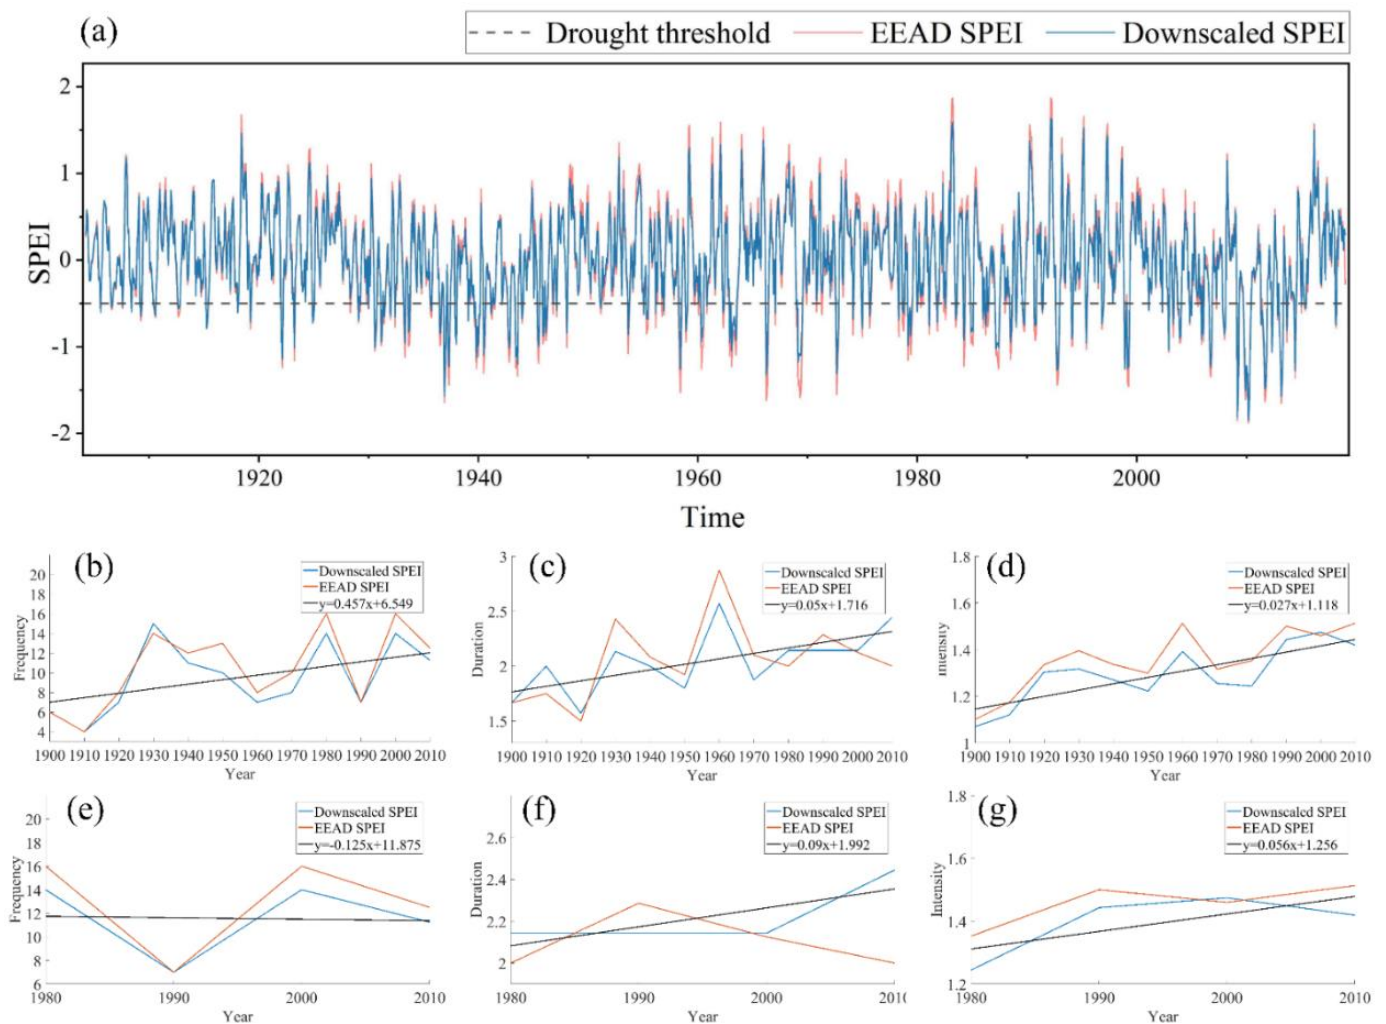 (a)
Drought threshold EEAD SPEI Downscaled SPEI
2
1
0
-1
-2
SPEI
1920 1940 1960 1980 2000
Time
(b)
Downscaled SPEI
EEAD SPEI
y=0.457x+6.549
20
18
16
14
12
10
8
6
4
Frequency
1900 1910 1920 1930 1940 1950 1960 1970 1980 1990 2000 2010
Year
(c)
Downscaled SPEI
EEAD SPEI
y=0.05x+1.716
3
2.5
2
1.5
Duration
1900 1910 1920 1930 1940 1950 1960 1970 1980 1990 2000 2010
Year
(d)
Downscaled SPEI
EEAD SPEI
y=0.027x+1.118
1.8
1.6
1.4
1.2
1
Intensity
1900 1910 1920 1930 1940 1950 1960 1970 1980 1990 2000 2010
Year
(e)
Downscaled SPEI
EEAD SPEI
y=-0.125x+11.875
20
18
16
14
12
10
8
6
Frequency
1980 1990 2000 2010
Year
(f)
Downscaled SPEI
EEAD SPEI
y=0.09x+1.992
2.6
2.4
2.2
2
Duration
1980 1990 2000 201
Year
(g)
Downscaled SPEI
EEAD SPEI
y=0.056x+1.256
1.8
1.6
1.4
1.2
Intensity
1980 1990 2000 2010
Year